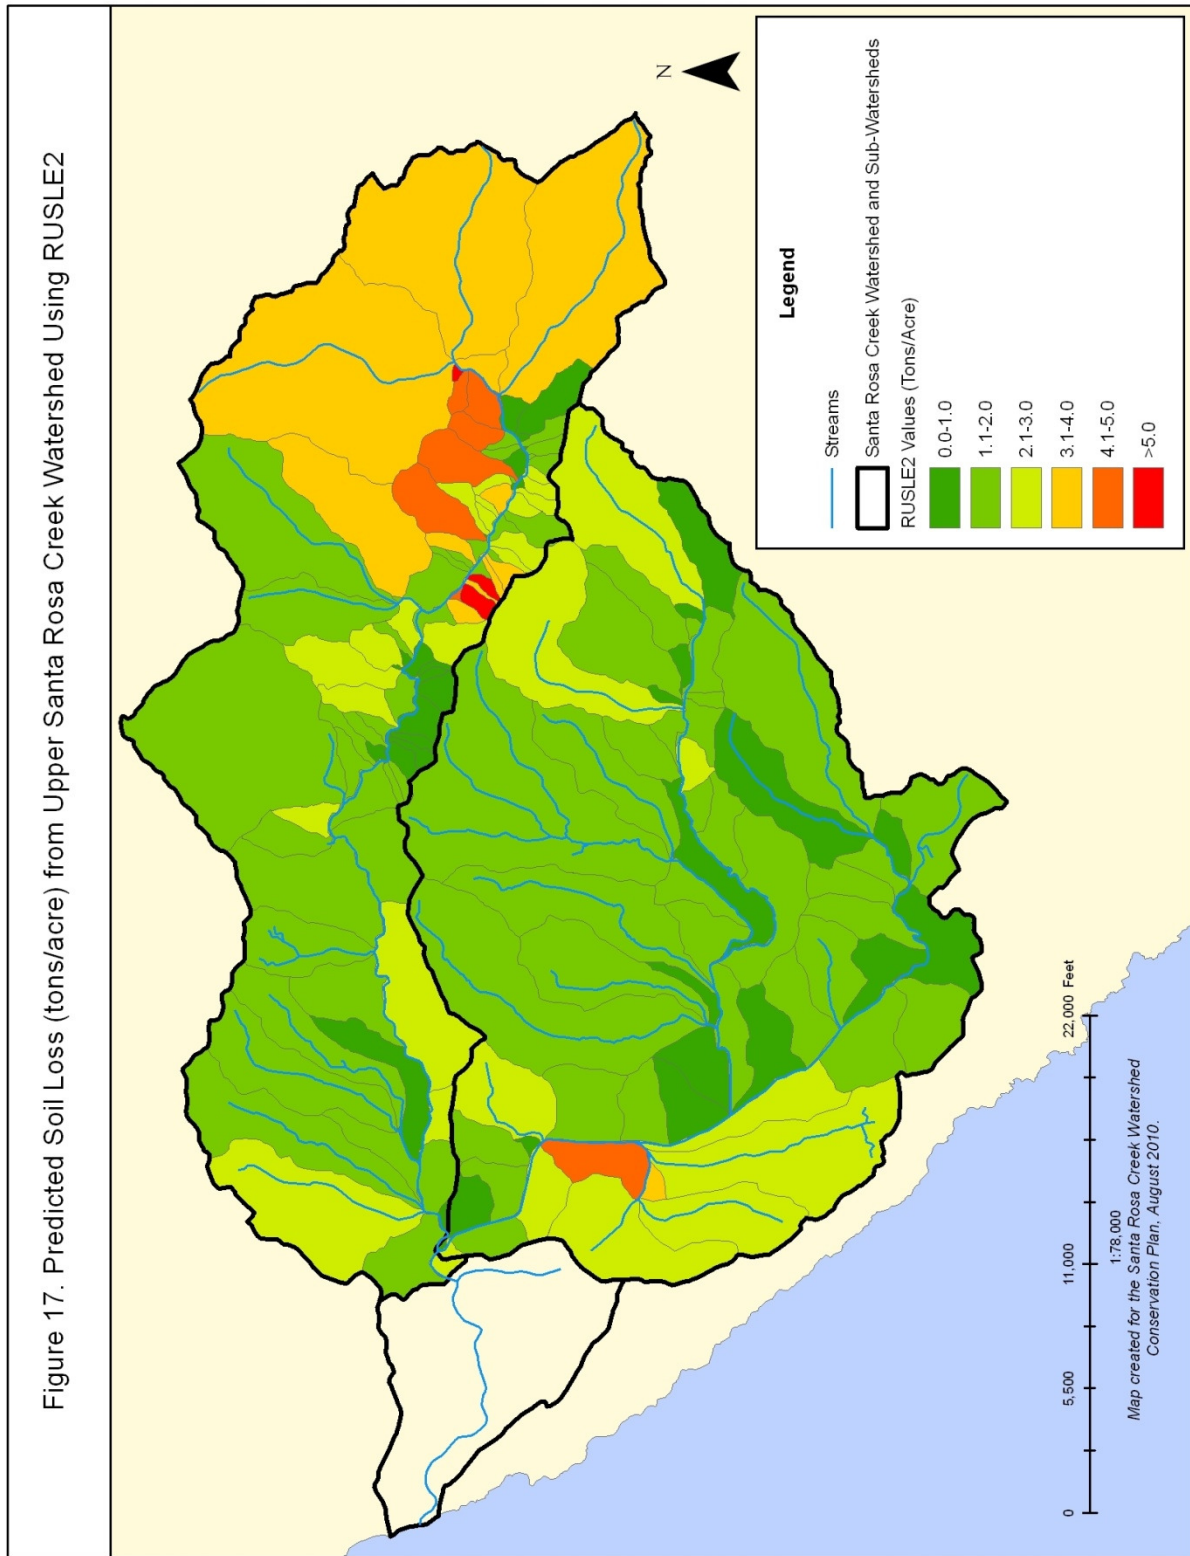 Figure 17. Predicted Soil Loss (tons/acre) from Upper Santa Rosa Creek Watershed Using RUSLE2
N
Legend
Streams
Santa Rosa Creek Watershed and Sub-Watersheds
RUSLE2 Values (Tons/Acre)
0.0-1.0
1.1-2.0
2.1-3.0
3.1-4.0
4.1-5.0
>5.0
0 5,500 11,000 22,000 Feet
1:78,000
Map created for the Santa Rosa Creek Watershed
Conservation Plan, August 2010.